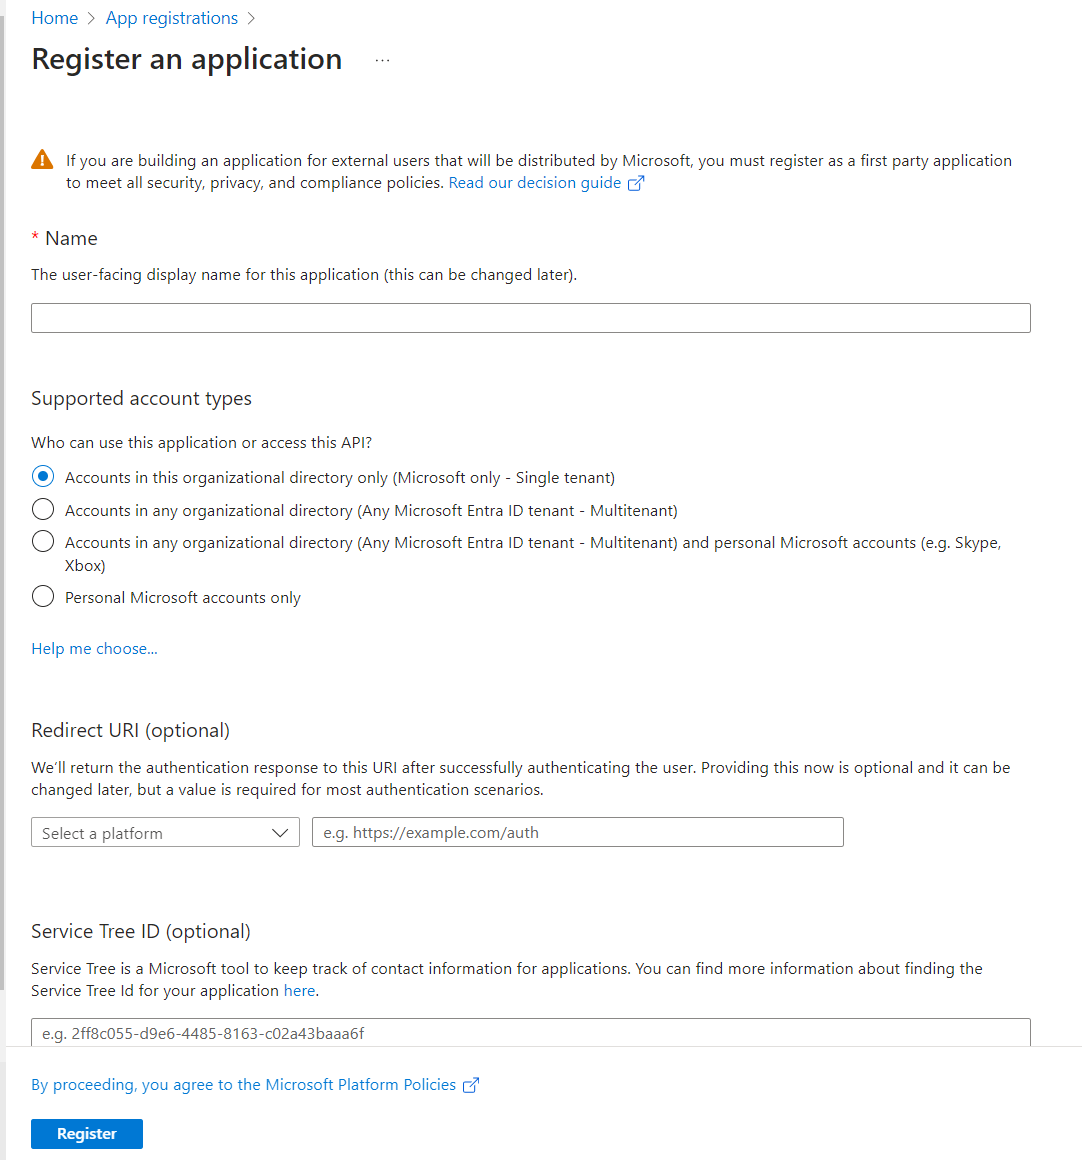 Home > App registrations >
Register an application ...
If you are building an application for external users that will be distributed by Microsoft, you must register as a first party application
to meet all security, privacy, and compliance policies. Read our decision guide
* Name
The user-facing display name for this application (this can be changed later).
Supported account types
Who can use this application or access this API?
Accounts in this organizational directory only (Microsoft only - Single tenant)
Accounts in any organizational directory (Any Microsoft Entra ID tenant - Multitenant)
Accounts in any organizational directory (Any Microsoft Entra ID tenant - Multitenant) and personal Microsoft accounts (e.g. Skype,
Xbox)
Personal Microsoft accounts only
Help me choose...
Redirect URI (optional)
We'll return the authentication response to this URI after successfully authenticating the user. Providing this now is optional and it can be
changed later, but a value is required for most authentication scenarios.
Select a platform e.g. https://example.com/auth
Service Tree ID (optional)
Service Tree is a Microsoft tool to keep track of contact information for applications. You can find more information about finding the
Service Tree Id for your application here.
e.g. 2ff8c055-d9e6-4485-8163-c02a43baaa6f
By proceeding, you agree to the Microsoft Platform Policies
Register